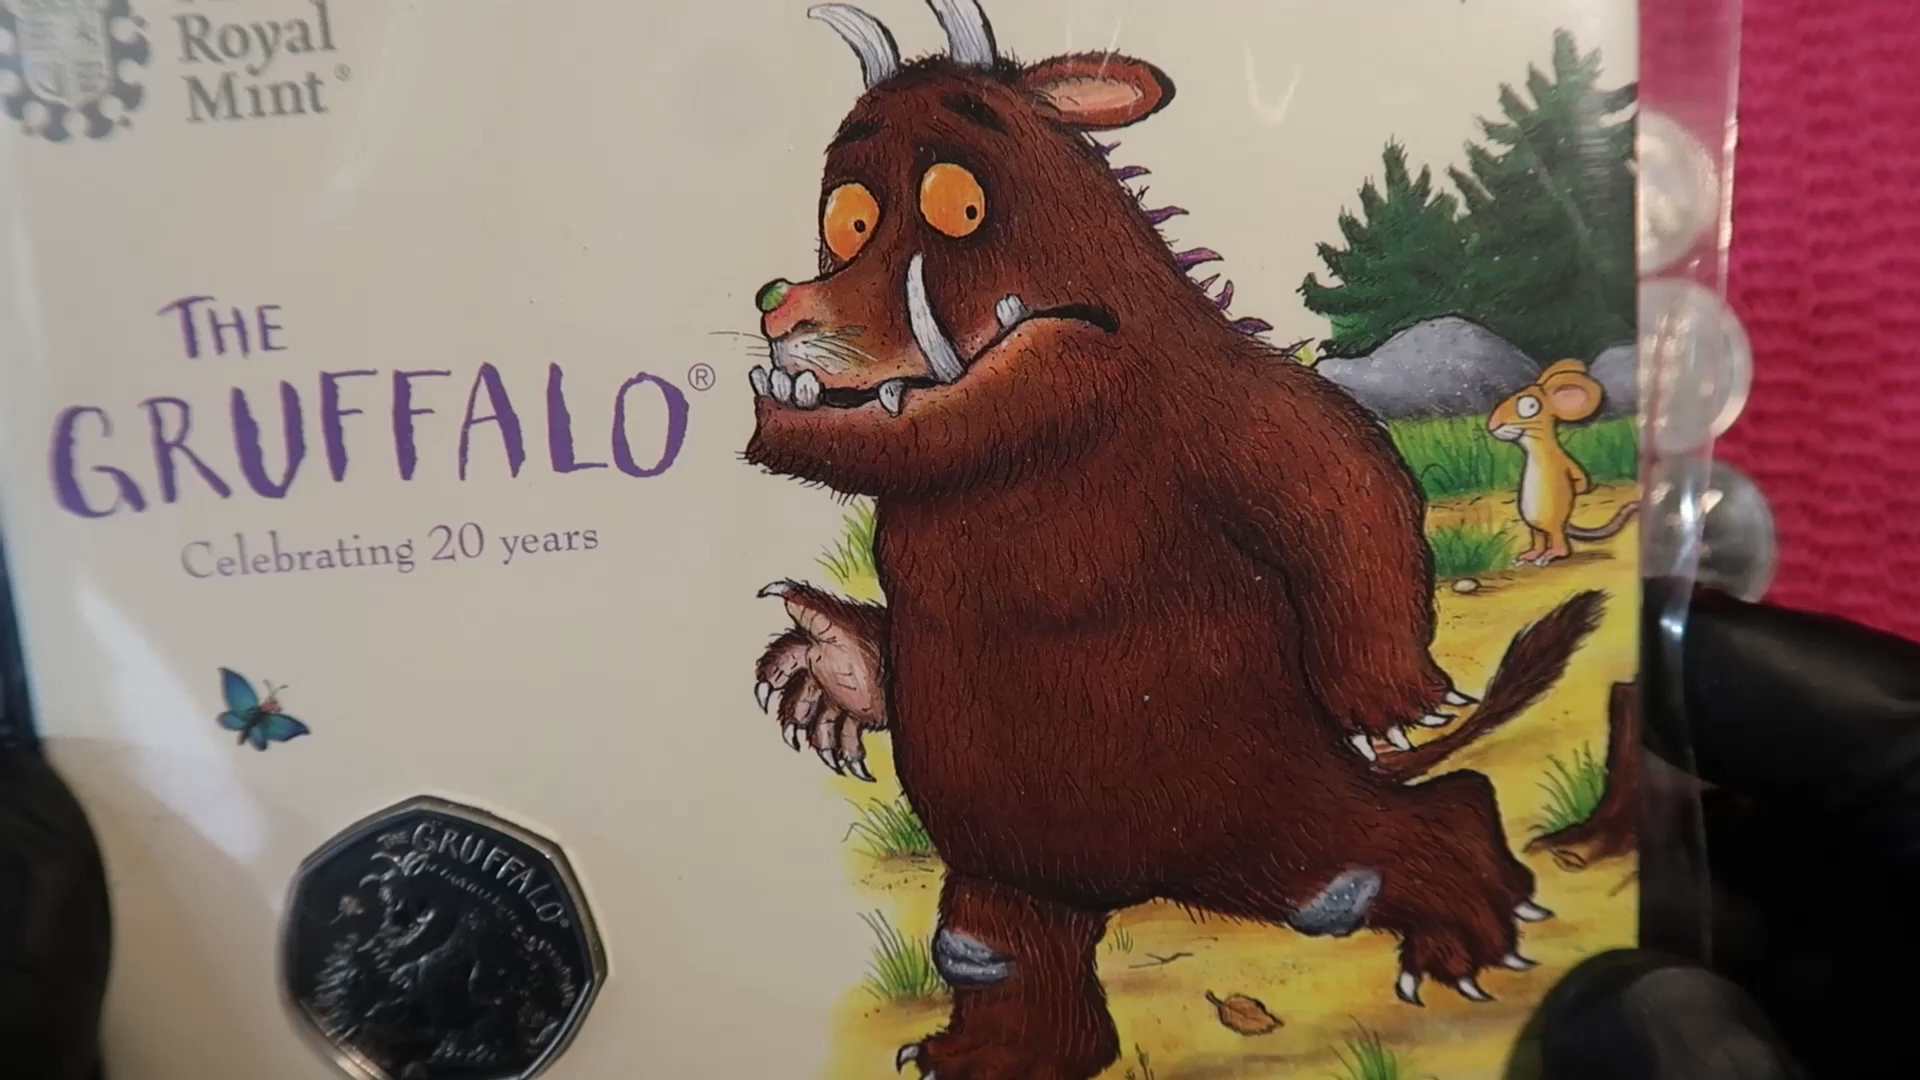 Royal
Mint®
THE
GRUFFALO®
Celebrating 20 years
THE GRUFFALO®